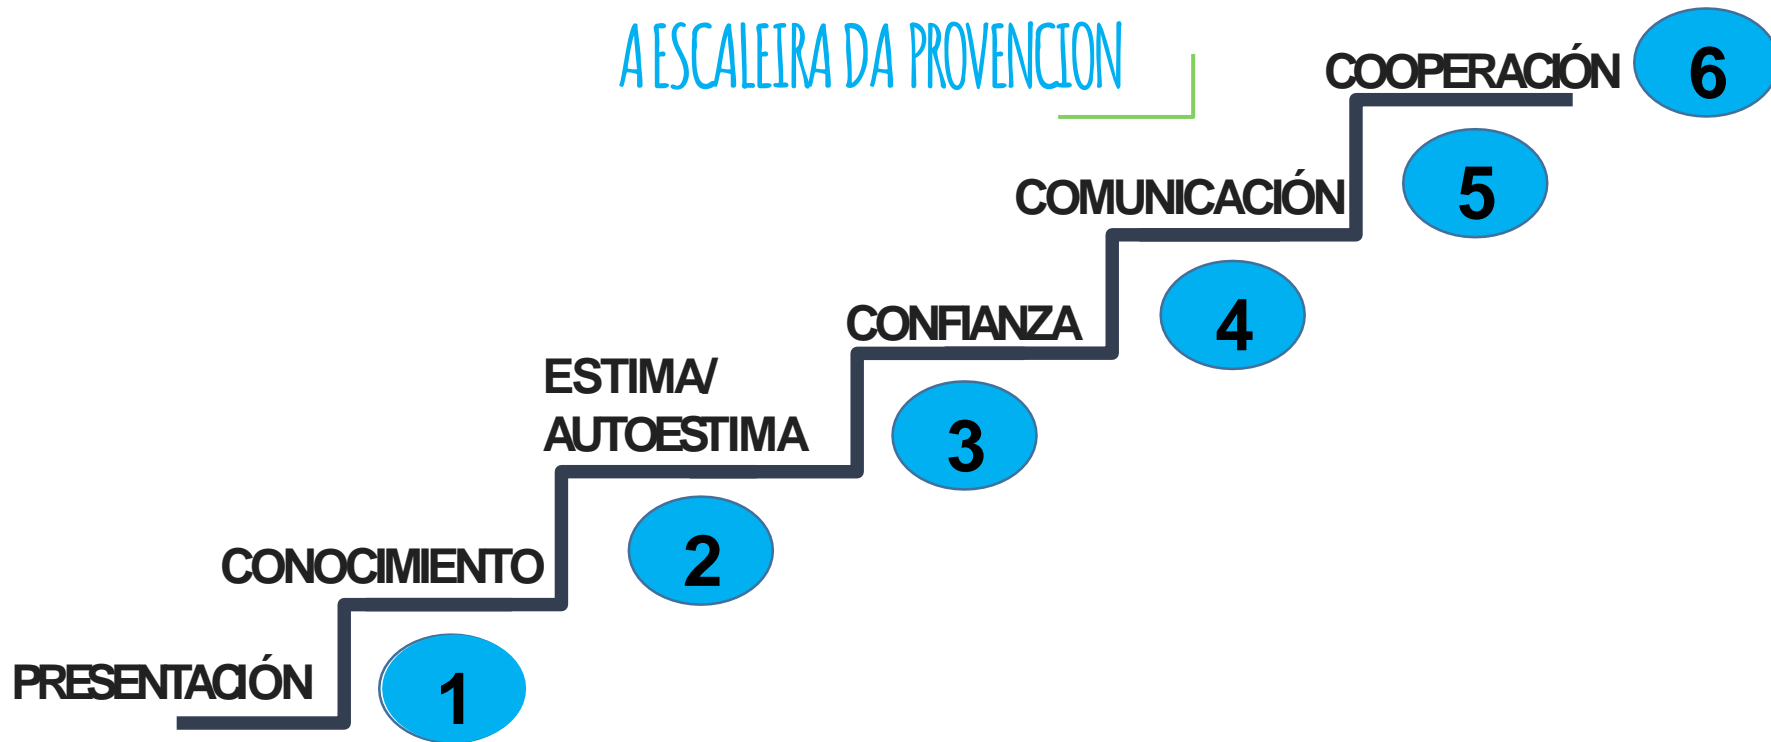 A ESCALEIRA DA PROVENCION
COOPERACIÓN
6
COMUNICACIÓN
5
CONFIANZA
4
ESTIMA/
AUTOESTIMA
3
CONOCIMIENTO
2
PRESENTACIÓN
1